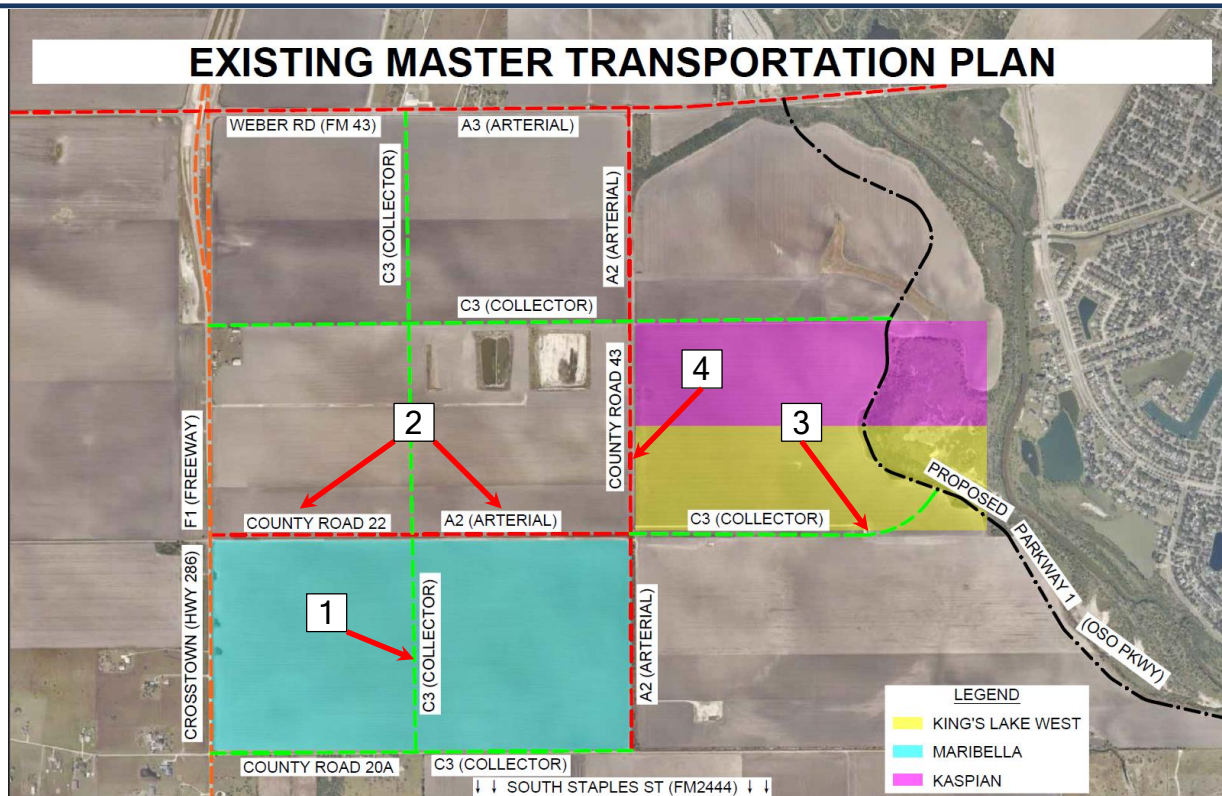 EXISTING MASTER TRANSPORTATION PLAN
WEBER RD (FM 43)
A3 (ARTERIAL)
C3 (COLLECTOR)
A2 (ARTERIAL)
C3 (COLLECTOR)
COUNTY ROAD 43
4
2
3
F1 (FREEWAY)
COUNTY ROAD 22
A2 (ARTERIAL)
C3 (COLLECTOR)
PROPOSED PARKWAY 1
(OSO PKWY)
1
CROSSTOWN (HWY 286)
C3 (COLLECTOR)
A2 (ARTERIAL)
LEGEND
KING'S LAKE WEST
MARIBELLA
KASPIAN
COUNTY ROAD 20A
C3 (COLLECTOR)
↓ ↓ SOUTH STAPLES ST (FM2444) ↓ ↓